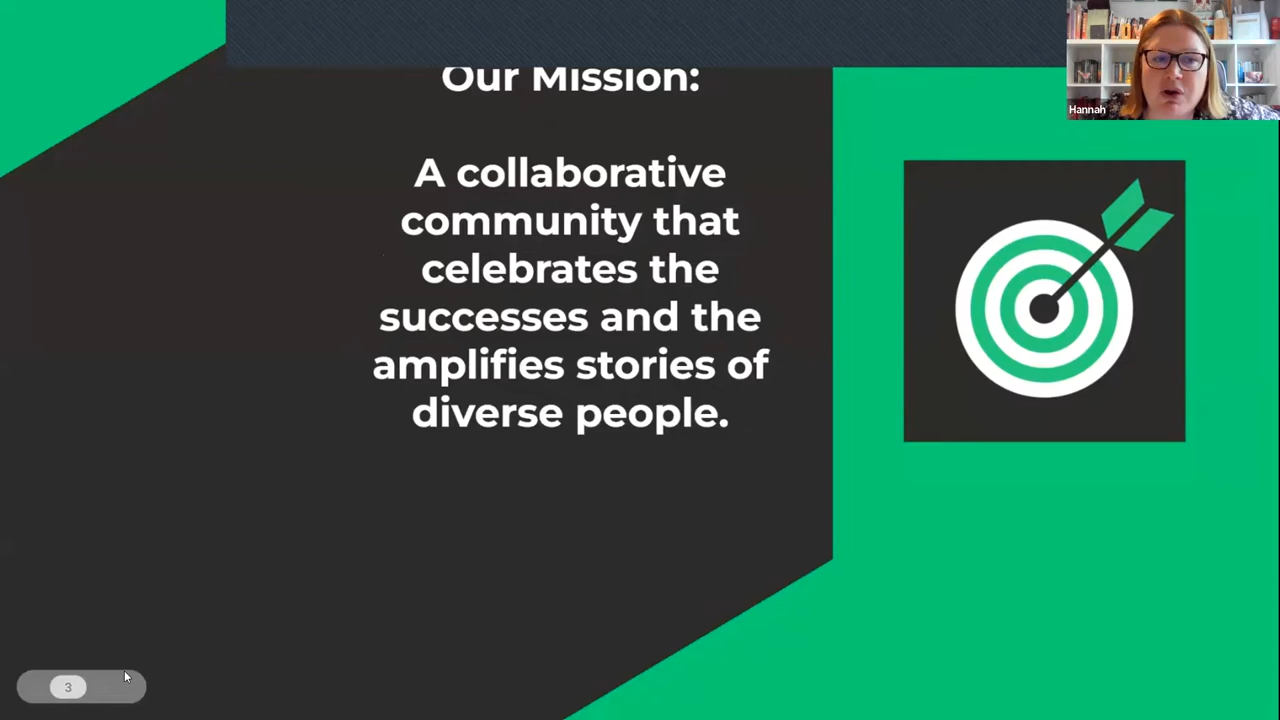 Our Mission:
A collaborative
community that
celebrates the
successes and the
amplifies stories of
diverse people.
Hannah
3